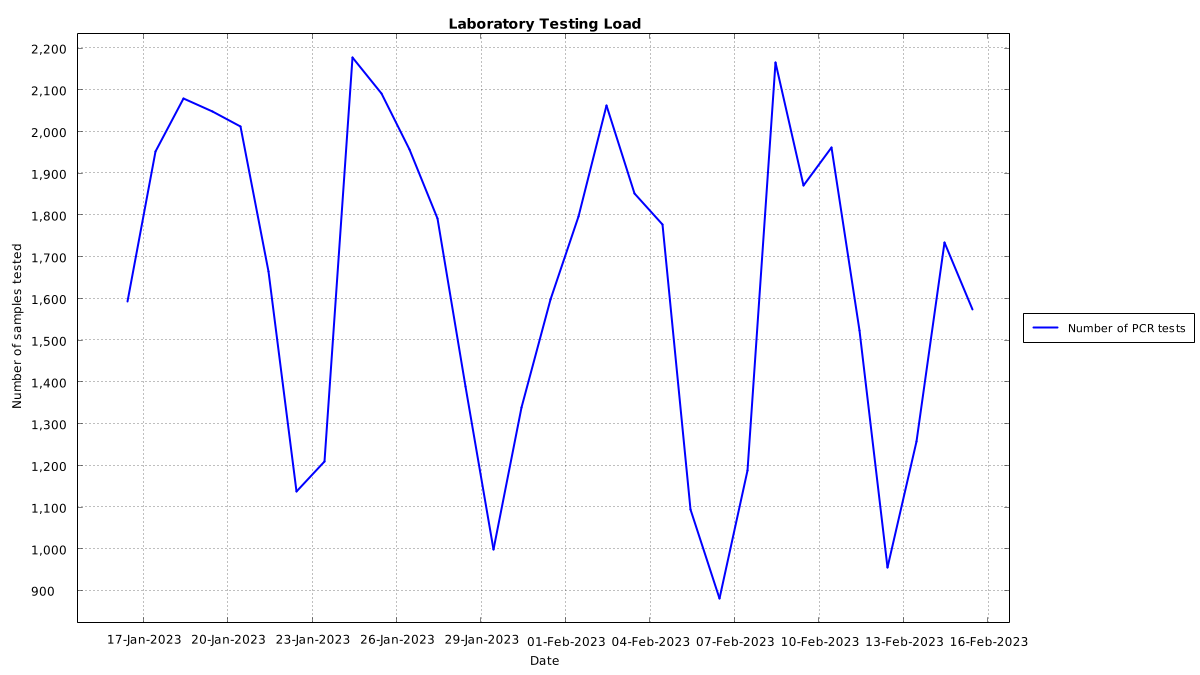 Laboratory Testing Load
2,200
2,100
2,000
1,900
1,800
1,700
1,600
1,500
1,400
1,300
1,200
1,100
1,000
900
Number of samples tested
17-Jan-2023 20-Jan-2023 23-Jan-2023 26-Jan-2023 29-Jan-2023 01-Feb-2023 04-Feb-2023 07-Feb-2023 10-Feb-2023 13-Feb-2023 16-Feb-2023
Date
Number of PCR tests